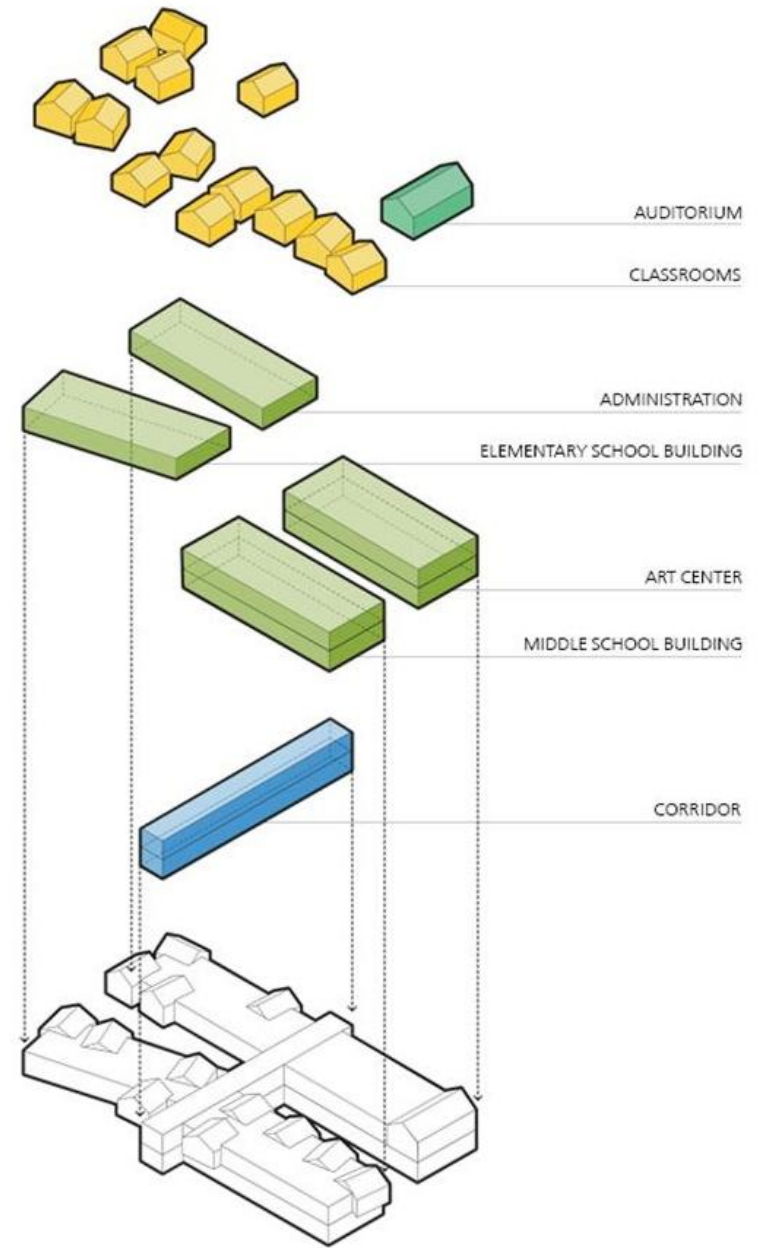 AUDITORIUM
CLASSROOMS
ADMINISTRATION
ELEMENTARY SCHOOL BUILDING
ART CENTER
MIDDLE SCHOOL BUILDING
CORRIDOR